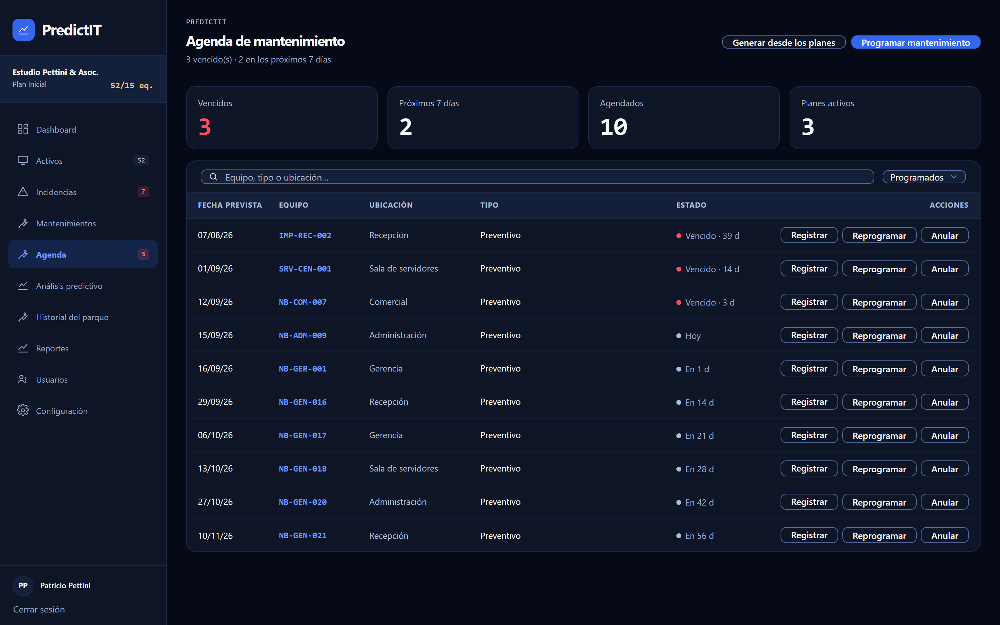 PredictIT
Estudio Pettini & Asoc.
Plan Inicial
52/15 eq.
Dashboard
Activos 52
Incidencias 7
Mantenimientos
Agenda 3
Análisis predictivo
Historial del parque
Reportes
Usuarios
Configuración
PP Patricio Pettini
Cerrar sesión
PREDICTIT
Agenda de mantenimiento
3 vencido(s) · 2 en los próximos 7 días
Generar desde los planes Programar mantenimiento
Vencidos
3
Próximos 7 días
2
Agendados
10
Planes activos
3
Equipo, tipo o ubicación... Programados
FECHA PREVISTA EQUIPO UBICACIÓN TIPO ESTADO ACCIONES
07/08/26 IMP-REC-002 Recepción Preventivo Vencido · 39 d Registrar Reprogramar Anular
01/09/26 SRV-CEN-001 Sala de servidores Preventivo Vencido · 14 d Registrar Reprogramar Anular
12/09/26 NB-COM-007 Comercial Preventivo Vencido · 3 d Registrar Reprogramar Anular
15/09/26 NB-ADM-009 Administración Preventivo Hoy Registrar Reprogramar Anular
16/09/26 NB-GER-001 Gerencia Preventivo En 1 d Registrar Reprogramar Anular
29/09/26 NB-GEN-016 Recepción Preventivo En 14 d Registrar Reprogramar Anular
06/10/26 NB-GEN-017 Gerencia Preventivo En 21 d Registrar Reprogramar Anular
13/10/26 NB-GEN-018 Sala de servidores Preventivo En 28 d Registrar Reprogramar Anular
27/10/26 NB-GEN-020 Administración Preventivo En 42 d Registrar Reprogramar Anular
10/11/26 NB-GEN-021 Recepción Preventivo En 56 d Registrar Reprogramar Anular